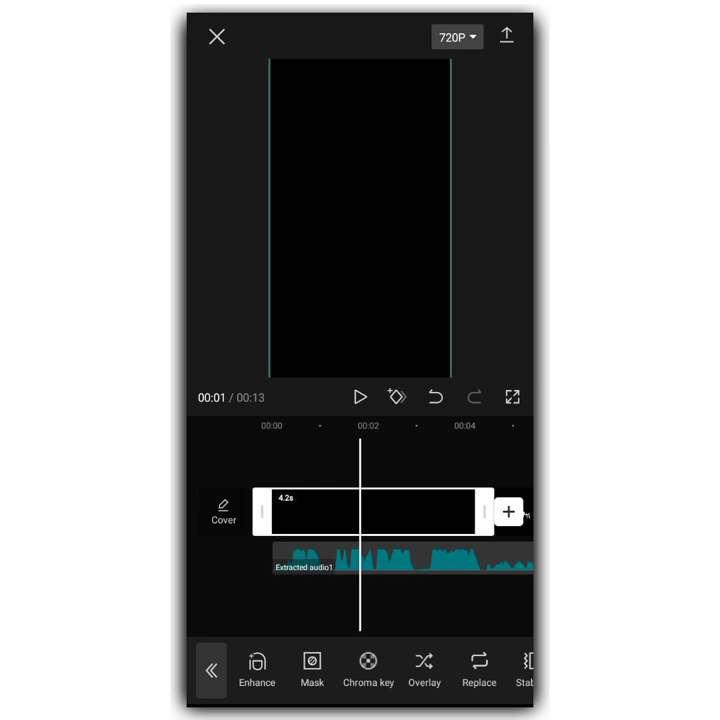 720P
00:01 / 00:13
00:00
00:02
00:04
4.2s
Cover
Extracted audio1
Enhance
Mask
Chroma key
Overlay
Replace
Stab